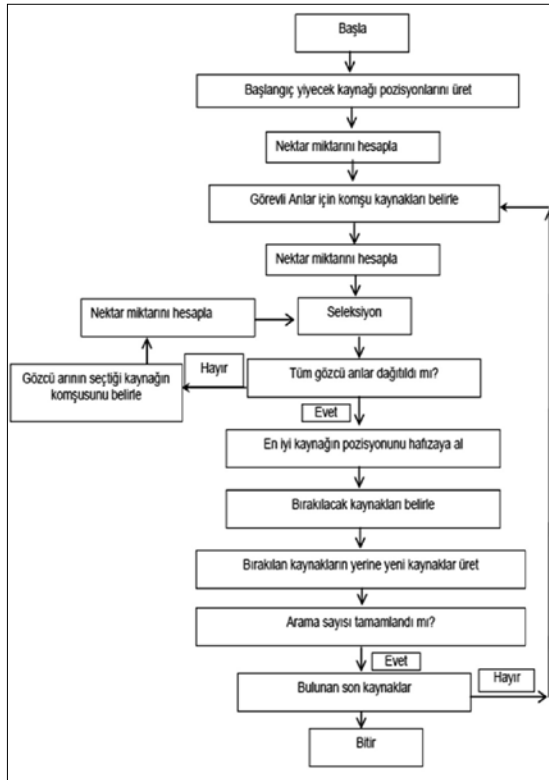 Başla
Başlangıç yiyecek kaynağı pozisyonlarını üret
Nektar miktarını hesapla
Görevli Arılar için komşu kaynakları belirle
Nektar miktarını hesapla
Nektar miktarını hesapla
Seleksiyon
Hayır
Gözcü arının seçtiği kaynağın
komşusunu belirle
Tüm gözcü arılar dağıtıldı mı?
Evet
En iyi kaynağın pozisyonunu hafızaya al
Bırakılacak kaynakları belirle
Bırakılan kaynakların yerine yeni kaynaklar üret
Arama sayısı tamamlandı mı?
Evet
Bulunan son kaynaklar
Hayır
Bitir